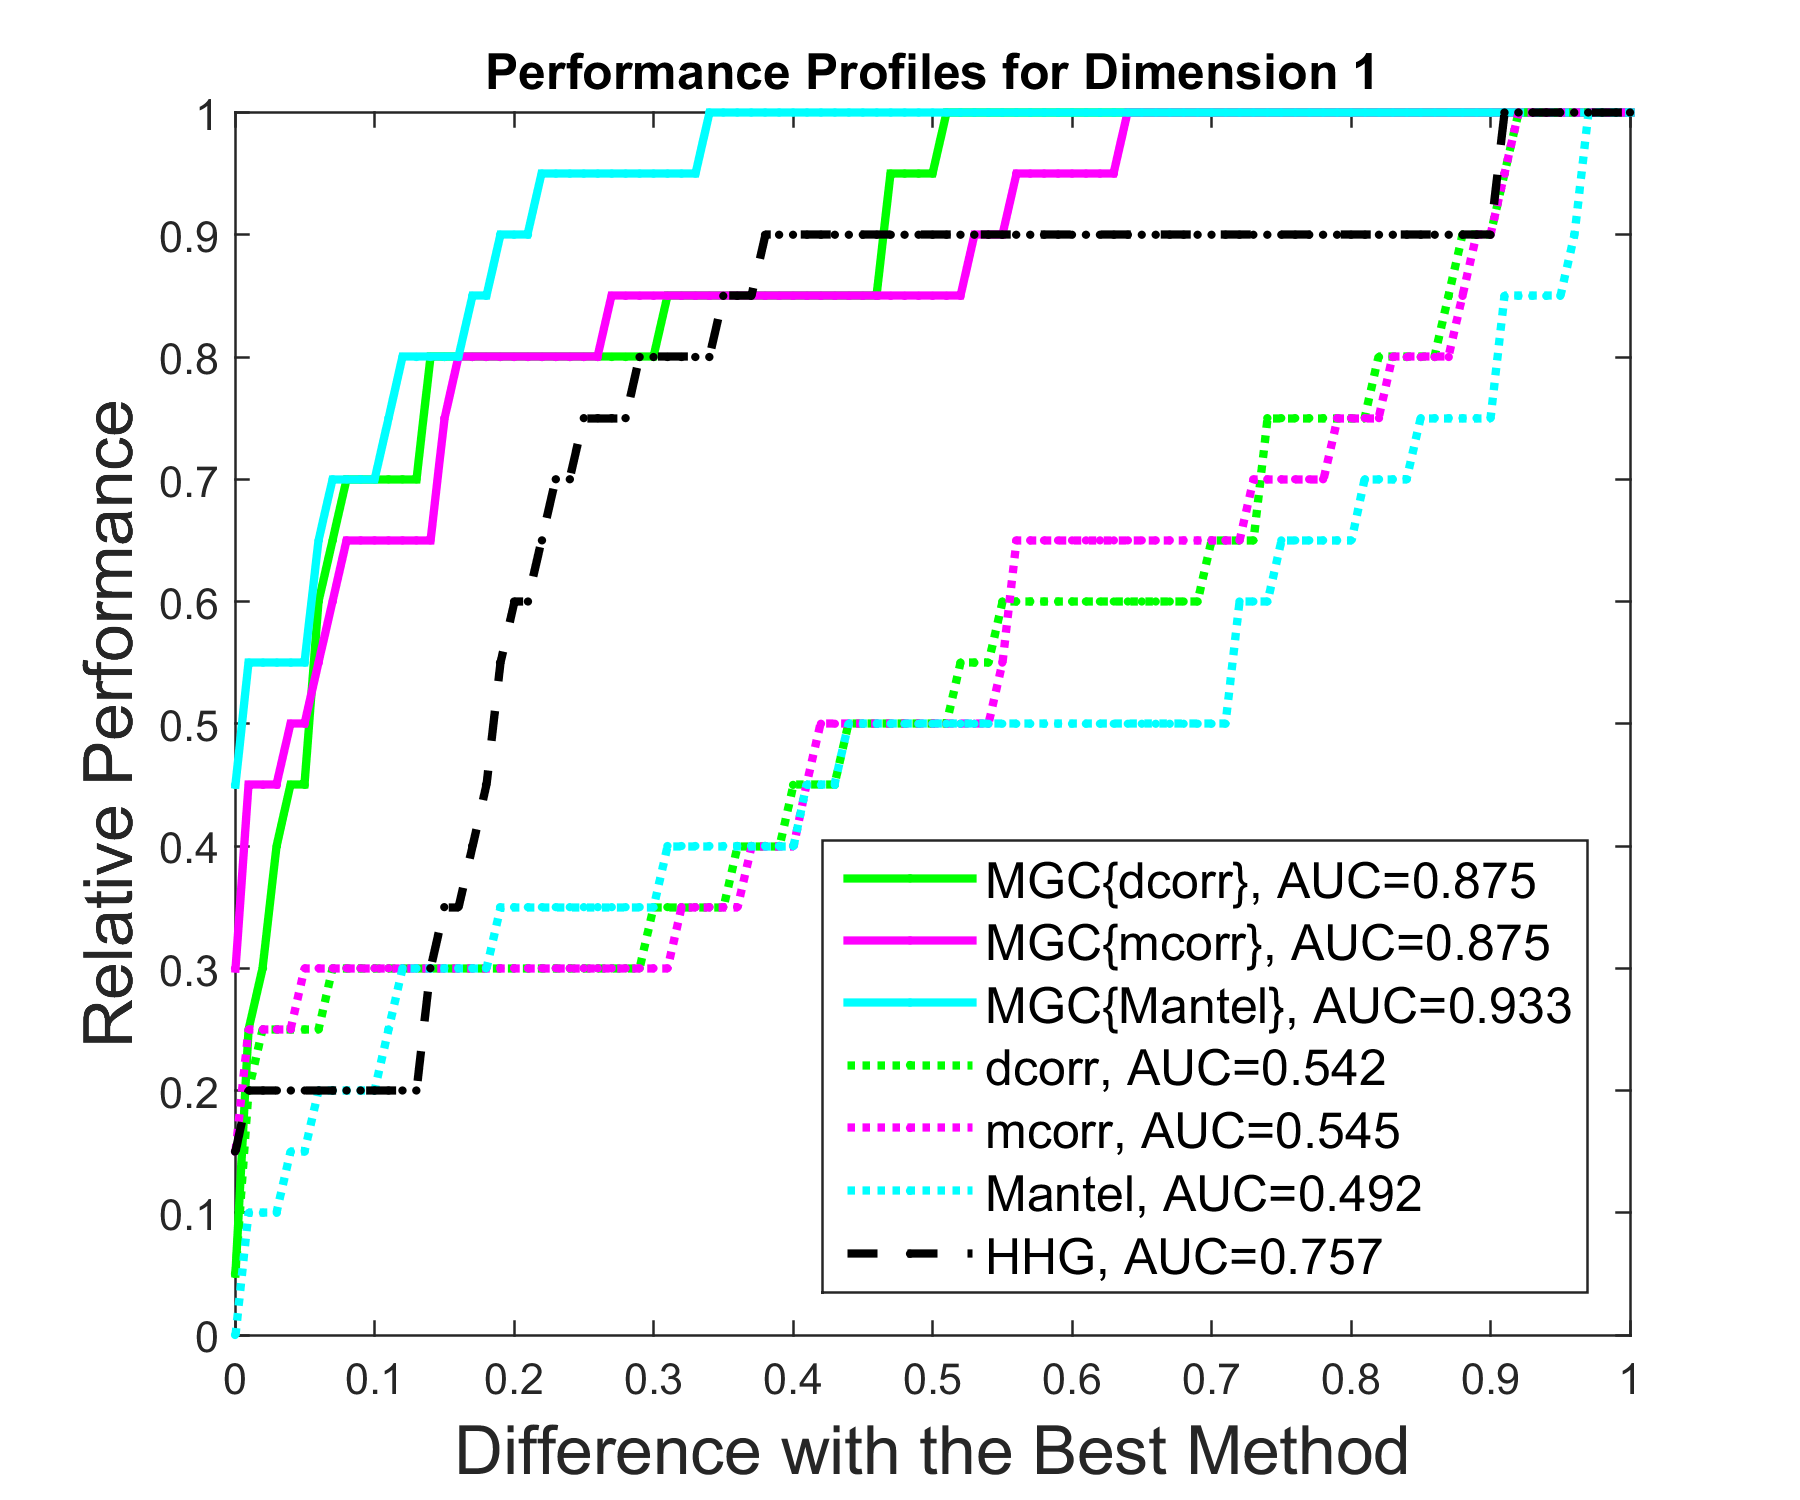 Performance Profiles for Dimension 1
1
0.9
0.8
0.7
0.6
0.5
0.4
0.3
0.2
0.1
0
Relative Performance
MGC{dcorr}, AUC=0.875
MGC{mcorr}, AUC=0.875
MGC{Mantel}, AUC=0.933
dcorr, AUC=0.542
mcorr, AUC=0.545
Mantel, AUC=0.492
HHG, AUC=0.757
0 0.1 0.2 0.3 0.4 0.5 0.6 0.7 0.8 0.9 1
Difference with the Best Method